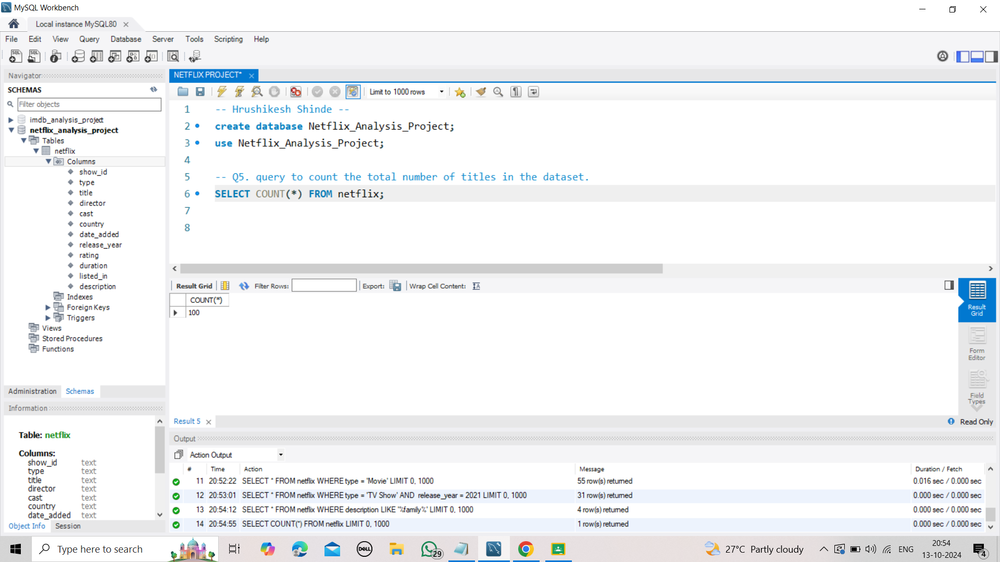 MySQL Workbench
Local instance MySQL80
File Edit View Query Database Server Tools Scripting Help
Navigator
SCHEMAS
Filter objects
imdb_analysis_project
netflix_analysis_project
Tables
netflix
Columns
show_id
type
title
director
cast
country
date_added
release_year
rating
duration
listed_in
description
Indexes
Foreign Keys
Triggers
Views
Stored Procedures
Functions
Administration Schemas
Information
Table: netflix
Columns:
show_id text
type text
title text
director text
cast text
country text
date_added text
Object Info Session
NETFLIX PROJECT*
Limit to 1000 rows
1 -- Hrushikesh Shinde --
2 create database Netflix_Analysis_Project;
3 use Netflix_Analysis_Project;
4
5 -- Q5. query to count the total number of titles in the dataset.
6 SELECT COUNT(*) FROM netflix;
7
8
Result Grid Filter Rows: Export: Wrap Cell Content:
COUNT(*)
100
Result Grid
Form Editor
Field Types
Result 5
Read Only
Output
Action Output
# Time Action Message Duration / Fetch
11 20:52:22 SELECT * FROM netflix WHERE type = 'Movie' LIMIT 0, 1000 55 row(s) returned 0.016 sec / 0.000 sec
12 20:53:01 SELECT * FROM netflix WHERE type = 'TV Show' AND  release_year = 2021 LIMIT 0, 1000 31 row(s) returned 0.000 sec / 0.000 sec
13 20:54:12 SELECT * FROM netflix WHERE description LIKE '%family%' LIMIT 0, 1000 4 row(s) returned 0.000 sec / 0.000 sec
14 20:54:55 SELECT COUNT(*) FROM netflix LIMIT 0, 1000 1 row(s) returned 0.000 sec / 0.000 sec
Type here to search
DELL
29
27°C Partly cloudy
ENG
20:54
13-10-2024
4